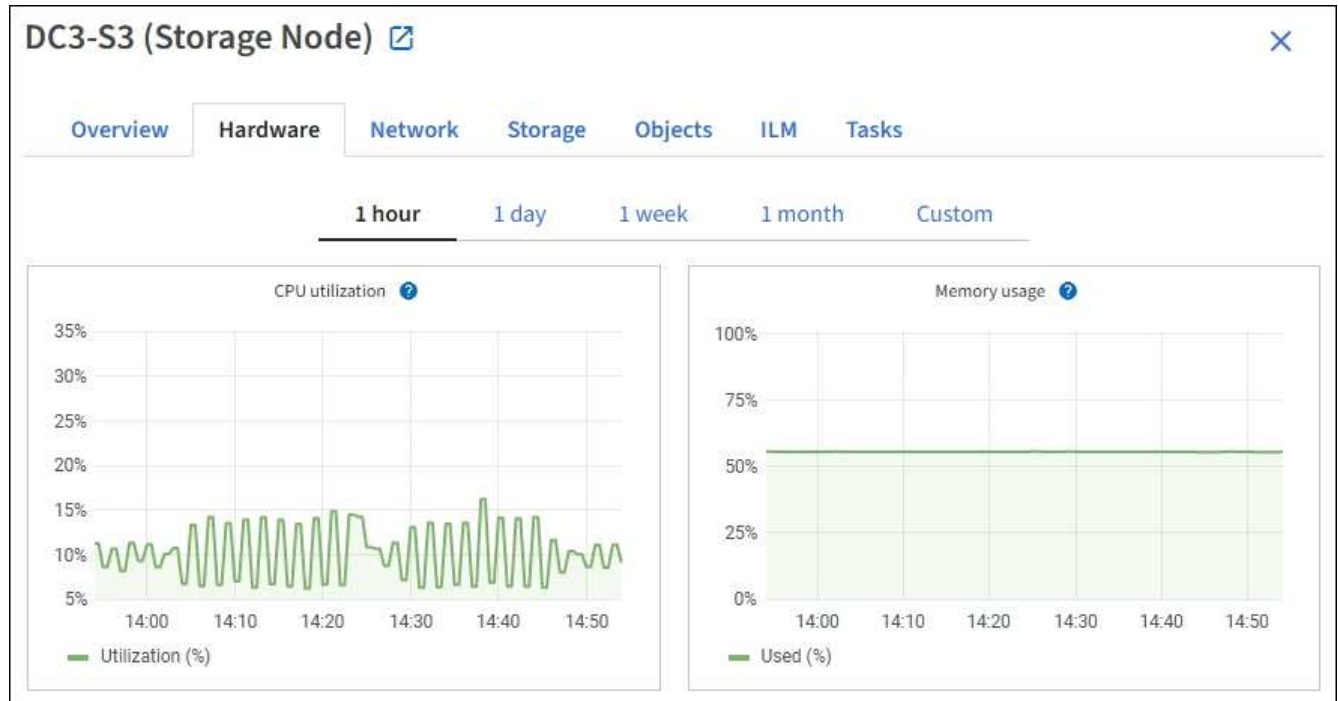 DC3-S3 (Storage Node)
Overview Hardware Network Storage Objects ILM Tasks
1 hour 1 day 1 week 1 month Custom
CPU utilization ?
35%
30%
25%
20%
15%
10%
5%
14:00 14:10 14:20 14:30 14:40 14:50
Utilization (%)
Memory usage ?
100%
75%
50%
25%
0%
14:00 14:10 14:20 14:30 14:40 14:50
Used (%)